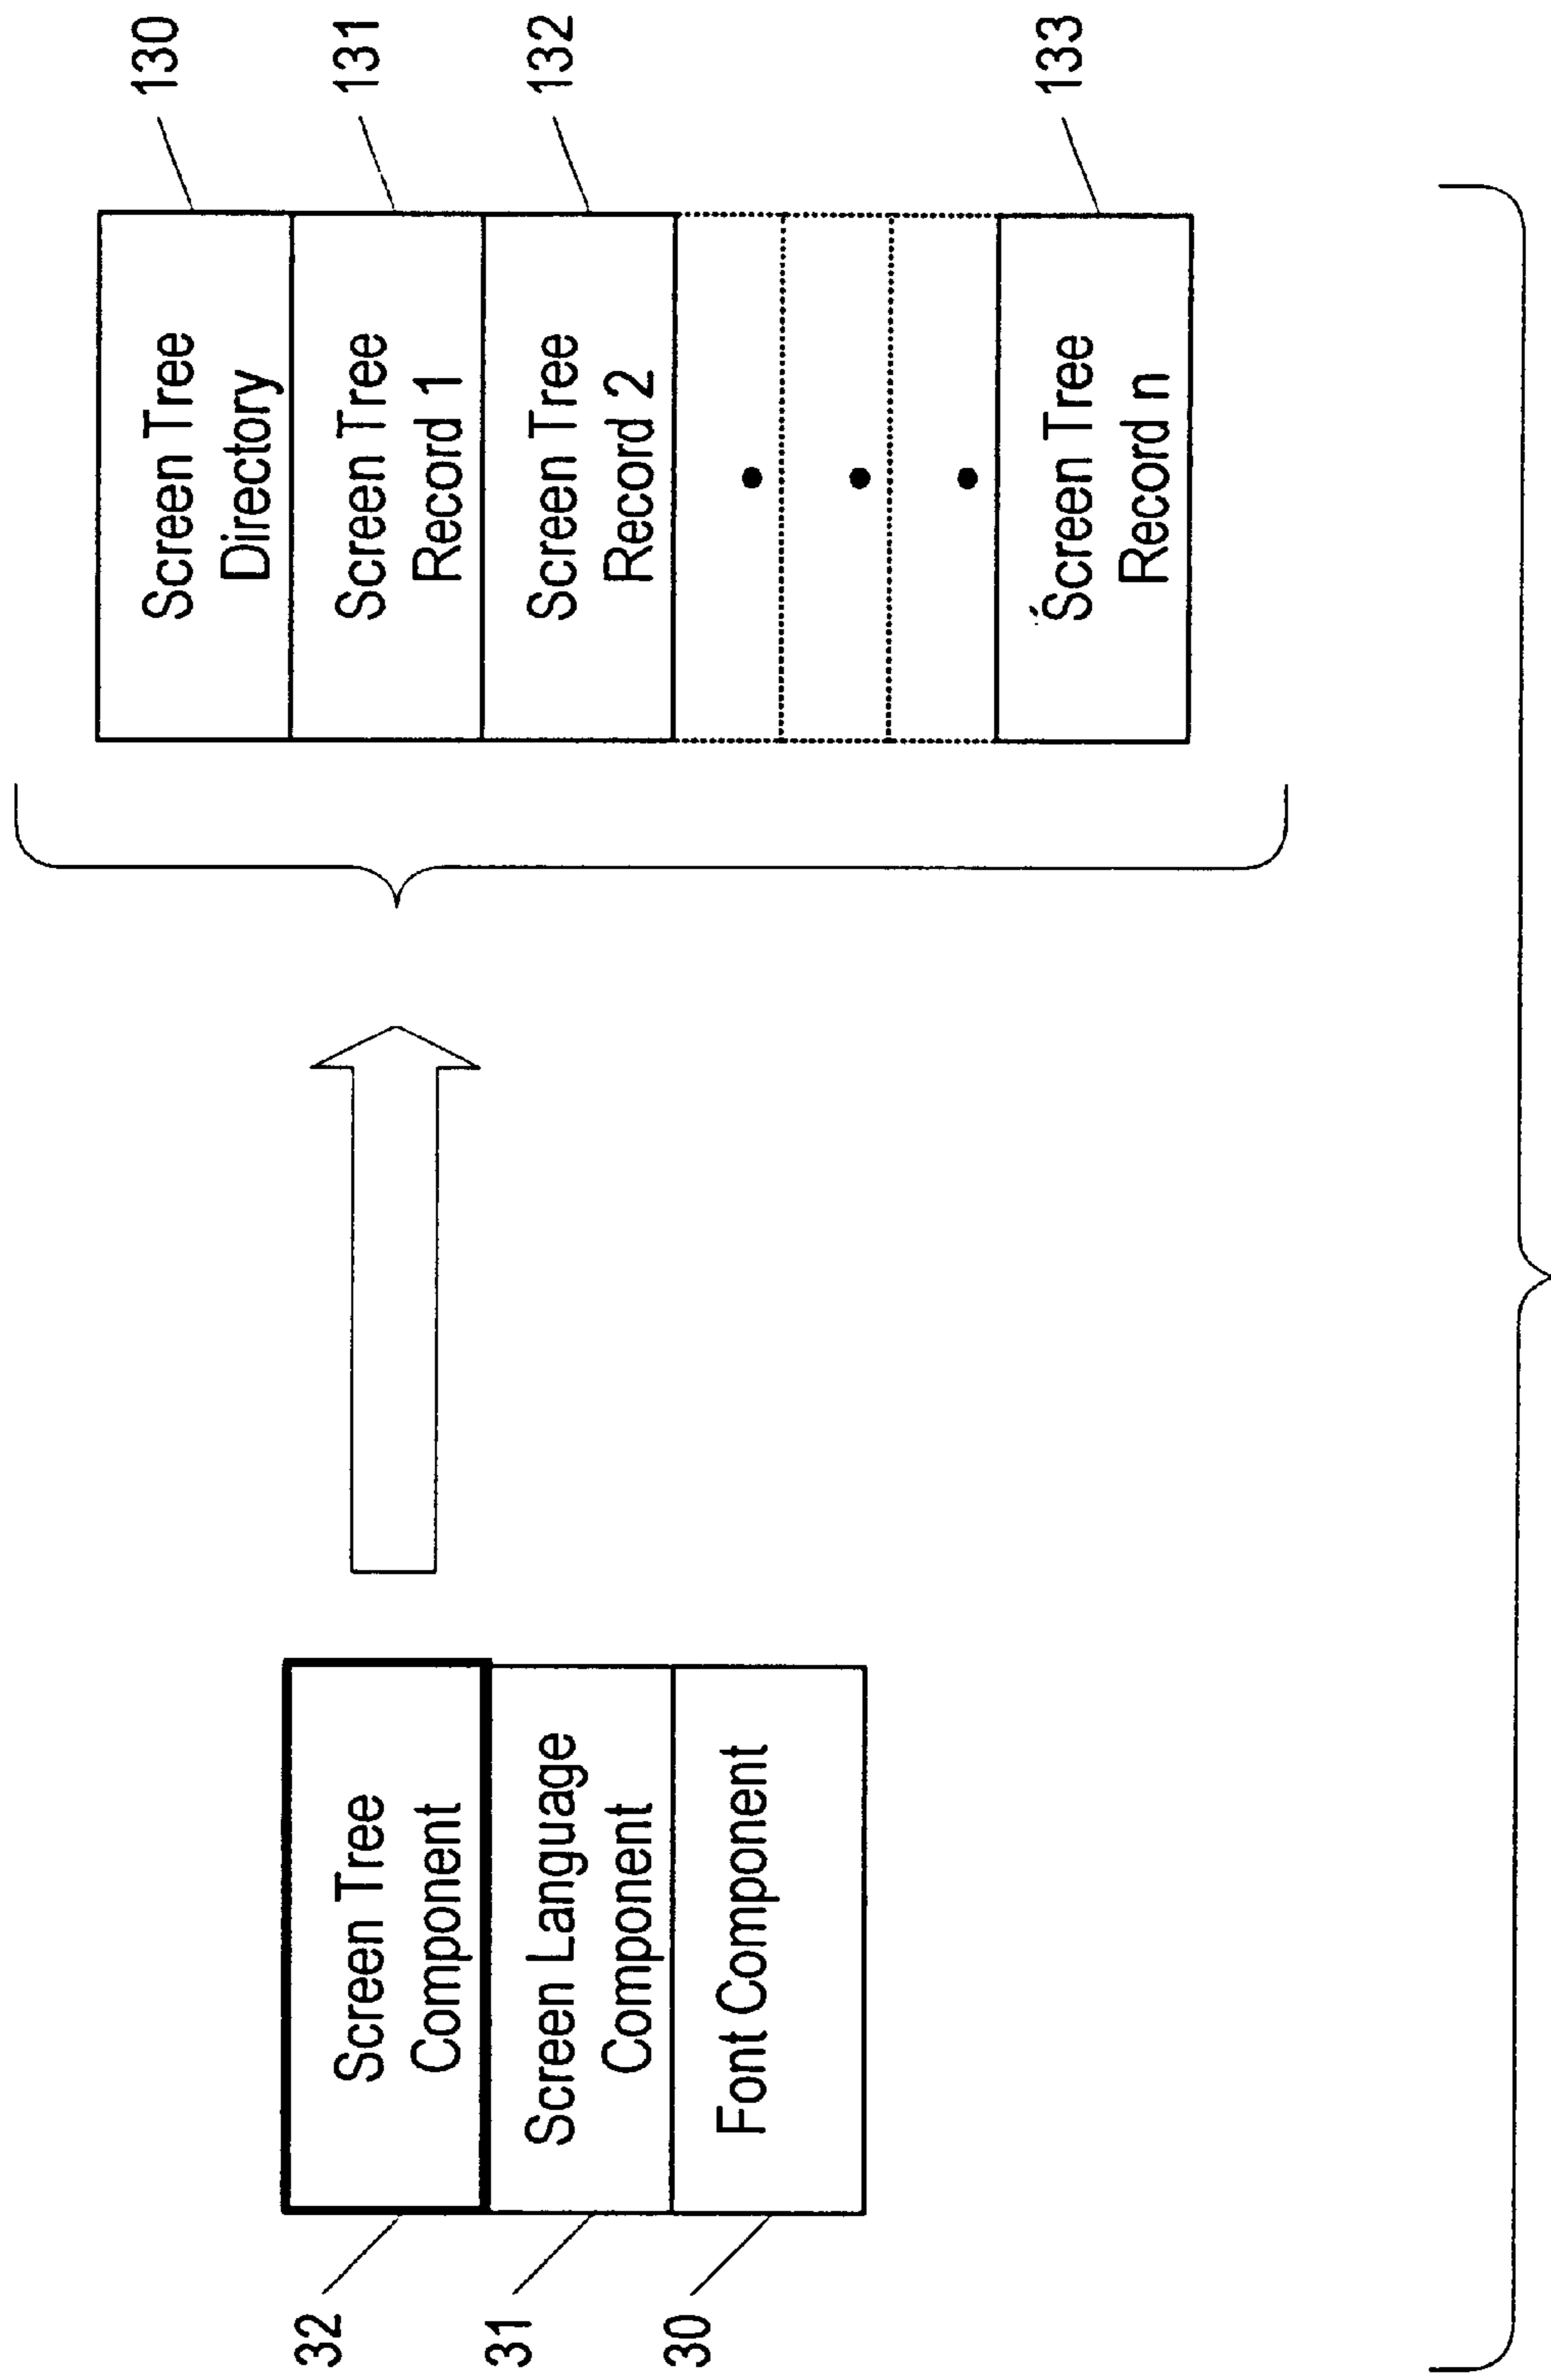 32
Screen Tree
Component
31
Screen Language
Component
30
Font Component
Screen Tree
Directory
130
Screen Tree
Record 1
131
Screen Tree
Record 2
132
Screen Tree
Record n
133